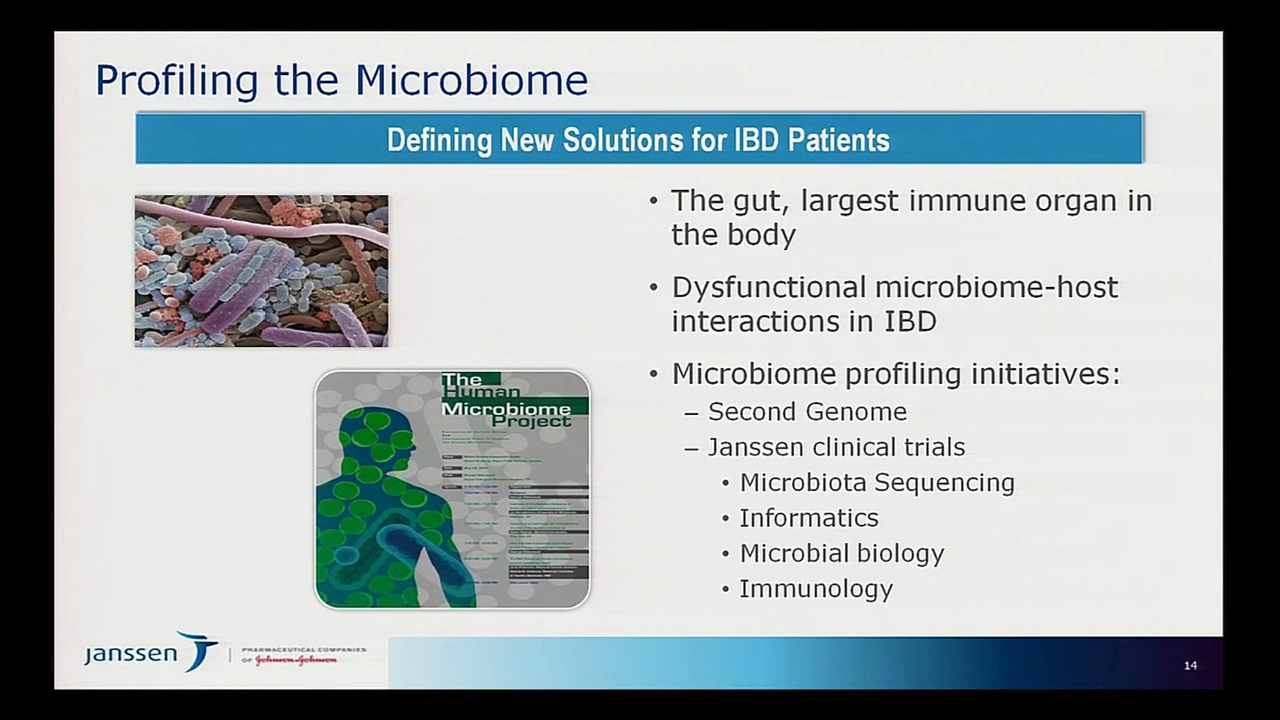 Profiling the Microbiome
Defining New Solutions for IBD Patients
• The gut, largest immune organ in
the body
• Dysfunctional microbiome-host
interactions in IBD
• Microbiome profiling initiatives:
– Second Genome
– Janssen clinical trials
• Microbiota Sequencing
• Informatics
• Microbial biology
• Immunology
The
Human
Microbiome
Project
janssen
PHARMACEUTICAL COMPANIES
OF Johnson & Johnson
14